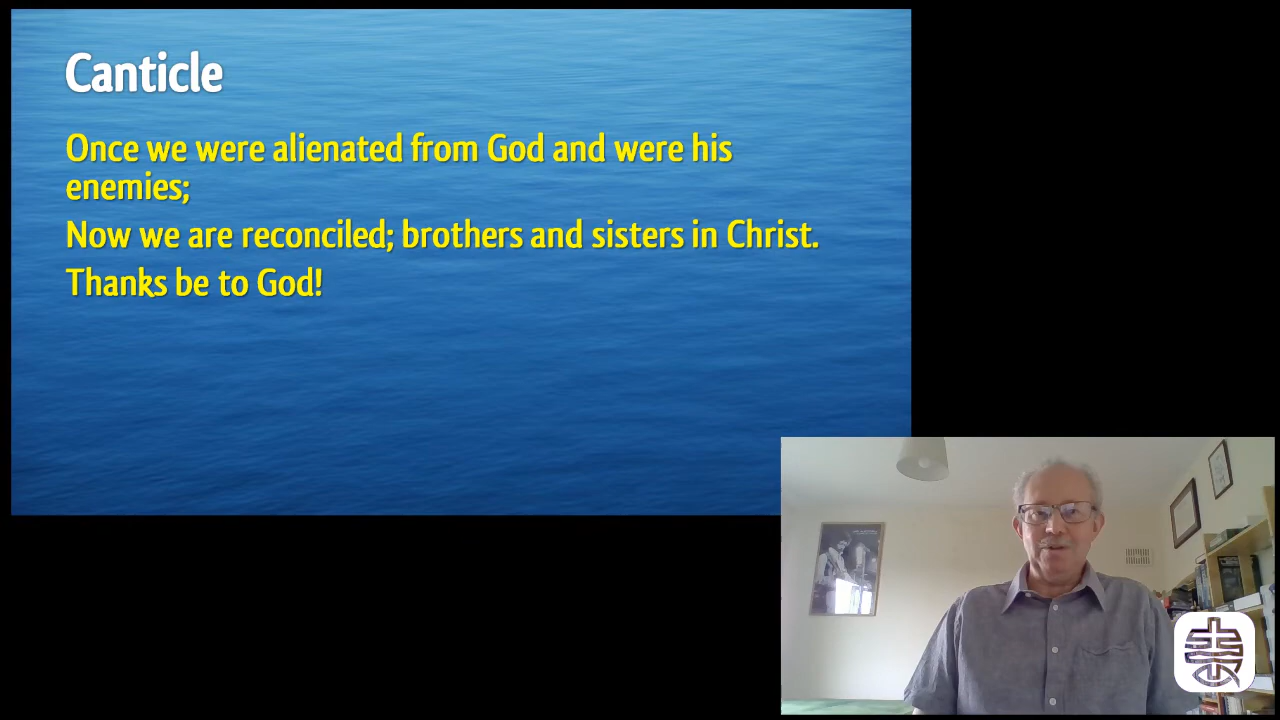 Canticle
Once we were alienated from God and were his
enemies;
Now we are reconciled; brothers and sisters in Christ.
Thanks be to God!